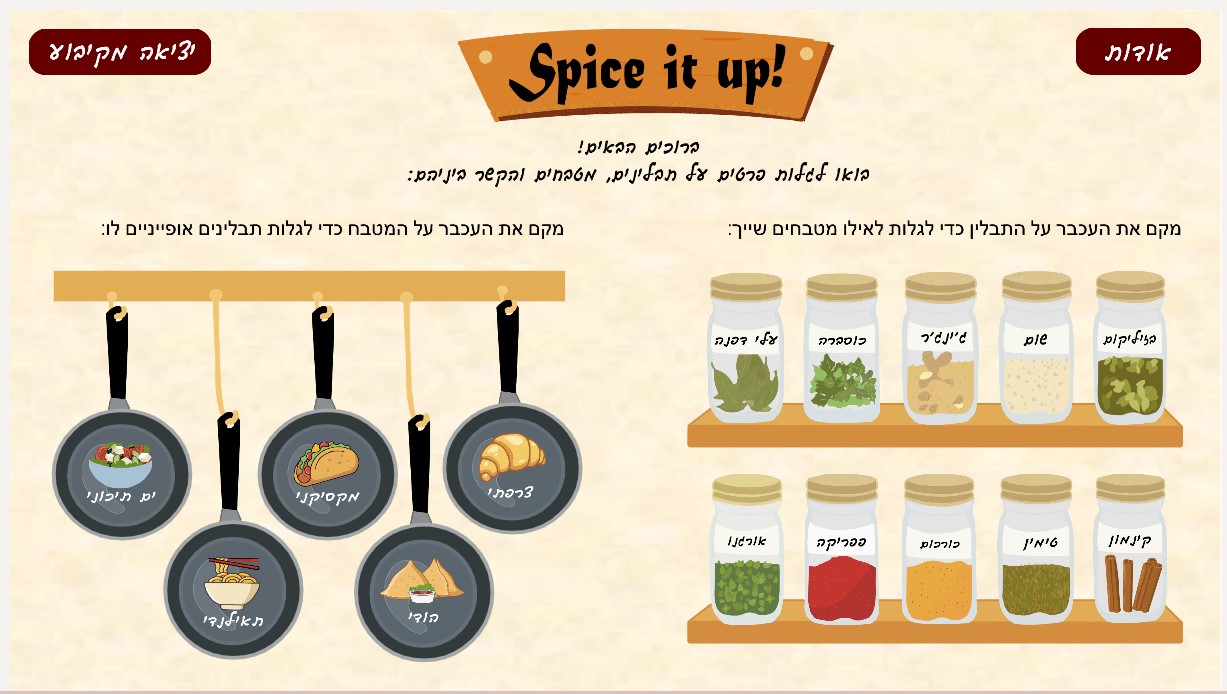 אודות
Spice it up!
יציאה מקיבוע
ברוכים הבאים!
בואו לגלות פרטים על תבלינים, מטבחים והקשר ביניהם:
מקם את העכבר על התבלין כדי לגלות לאילו מטבחים שייך:
בזיליקום
שום
ג'ינג'ר
כוסברה
עלי דפנה
קינמון
טימין
כורכום
פפריקה
אורגנו
מקם את העכבר על המטבח כדי לגלות תבלינים אופייניים לו:
צרפתי
מקסיקני
ים תיכוני
הודי
תאילנדי